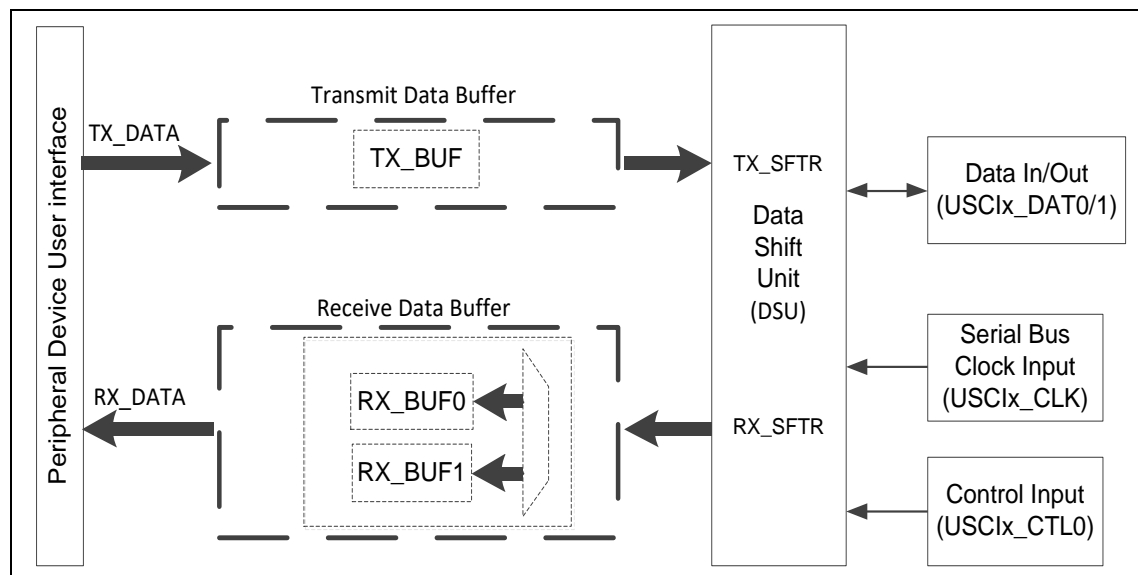 Peripheral Device User interface
TX_DATA
Transmit Data Buffer
TX_BUF
RX_DATA
Receive Data Buffer
RX_BUF0
RX_BUF1
TX_SFTR
Data
Shift
Unit
(DSU)
RX_SFTR
Data In/Out
(USCIx_DAT0/1)
Serial Bus
Clock Input
(USCIx_CLK)
Control Input
(USCIx_CTL0)